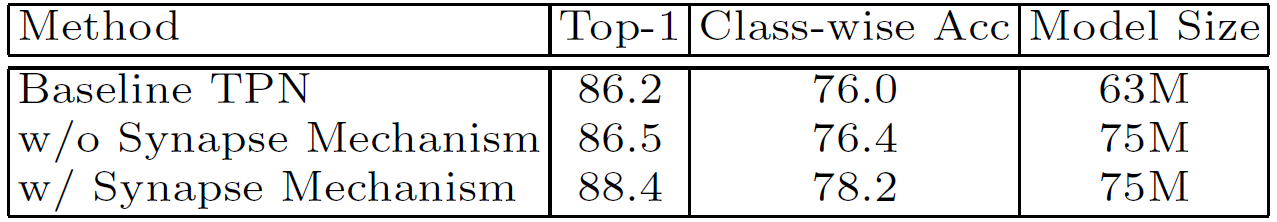 Method Top-1 Class-wise Acc Model Size
Baseline TPN 86.2 76.0 63M
w/o Synapse Mechanism 86.5 76.4 75M
w/ Synapse Mechanism 88.4 78.2 75M